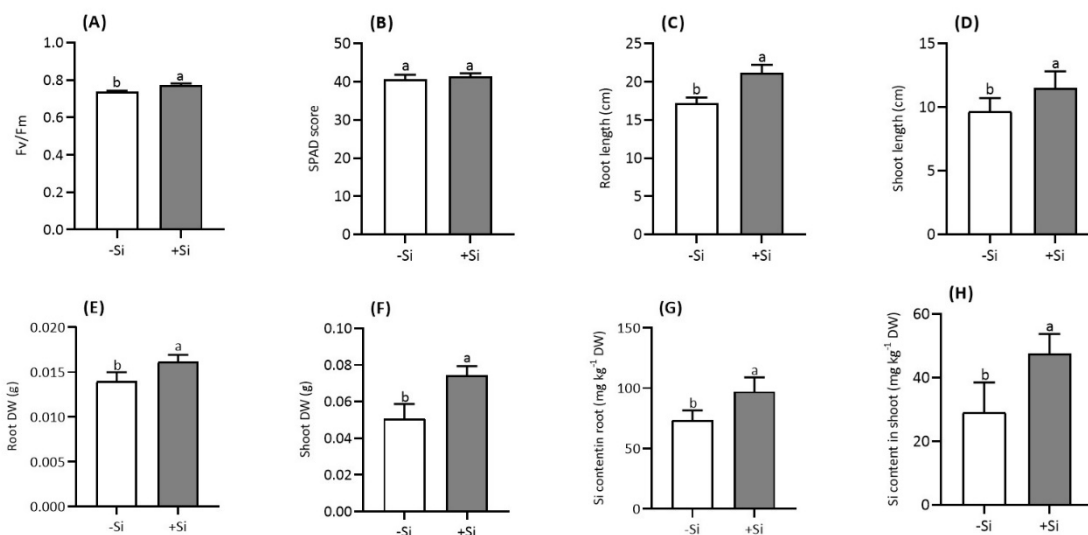 (A)
Fv/Fm
1.0
0.8
0.6
0.4
0.2
0.0
b
a
-Si
+Si
(B)
SPAD score
50
40
30
20
10
0
a
a
-Si
+Si
(C)
Root length (cm)
25
20
15
10
5
0
b
a
-Si
+Si
(D)
Shoot length (cm)
15
10
5
0
b
a
-Si
+Si
(E)
Root DW (g)
0.020
0.015
0.010
0.005
0.000
b
a
-Si
+Si
(F)
Shoot DW (g)
0.10
0.08
0.06
0.04
0.02
0.00
b
a
-Si
+Si
(G)
Si contentin root (mg kg⁻¹ DW)
150
100
50
0
b
a
-Si
+Si
(H)
Si content in shoot (mg kg⁻¹ DW)
60
40
20
0
b
a
-Si
+Si